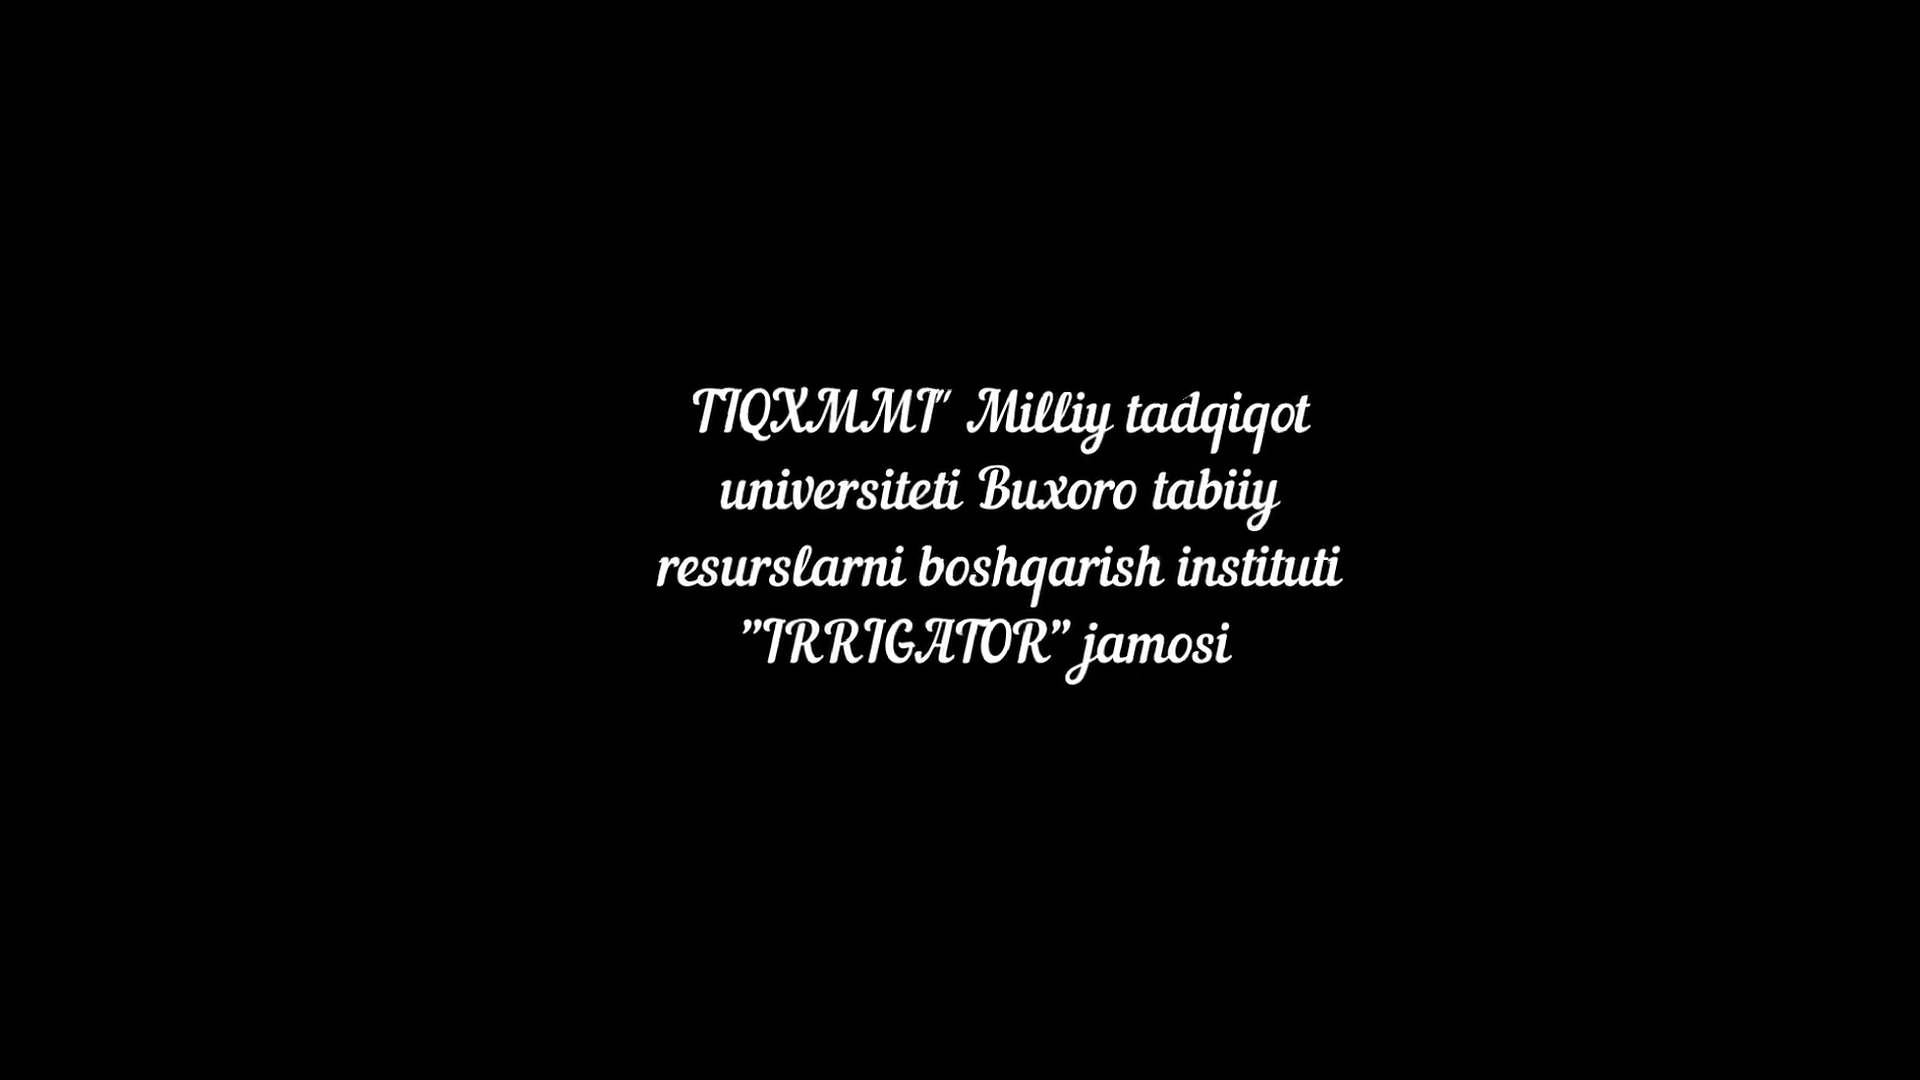 TIQXMMI" Milliy tadqiqot
universiteti Buxoro tabiiy
resurslarni boshqarish instituti
"IRRIGATOR" jamosi